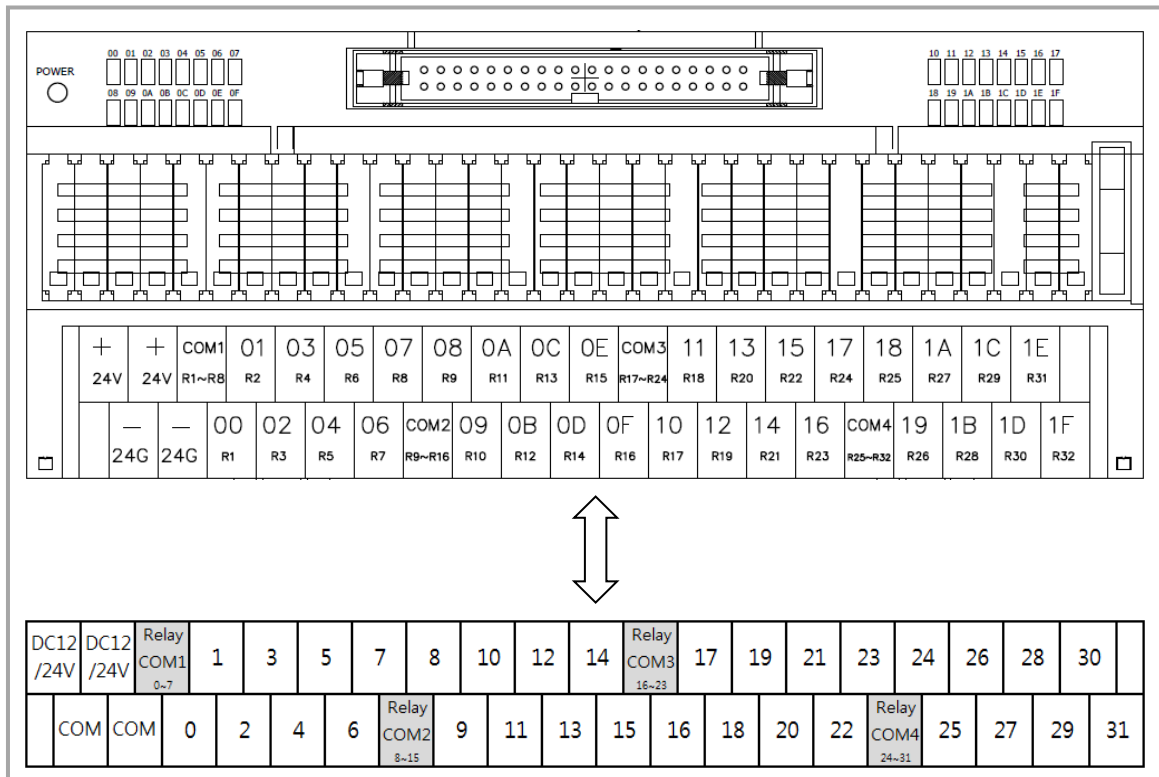 00 01 02 03 04 05 06 07
10 11 12 13 14 15 16 17
POWER
08 09 0A 0B 0C 0D 0E 0F
18 19 1A 1B 1C 1D 1E 1F
+ + COM1 01 03 05 07 08 0A 0C 0E COM3 11 13 15 17 18 1A 1C 1E
24V 24V R1~R8 R2 R4 R6 R8 R9 R11 R13 R15 R17~R24 R18 R20 R22 R24 R25 R27 R29 R31
− − 00 02 04 06 COM2 09 0B 0D 0F 10 12 14 16 COM4 19 1B 1D 1F
24G 24G R1 R3 R5 R7 R9~R16 R10 R12 R14 R16 R17 R19 R21 R23 R25~R32 R26 R28 R30 R32
DC12 /24V DC12 /24V Relay COM1 0~7 1 3 5 7 8 10 12 14 Relay COM3 16~23 17 19 21 23 24 26 28 30
COM COM 0 2 4 6 Relay COM2 8~15 9 11 13 15 16 18 20 22 Relay COM4 24~31 25 27 29 31